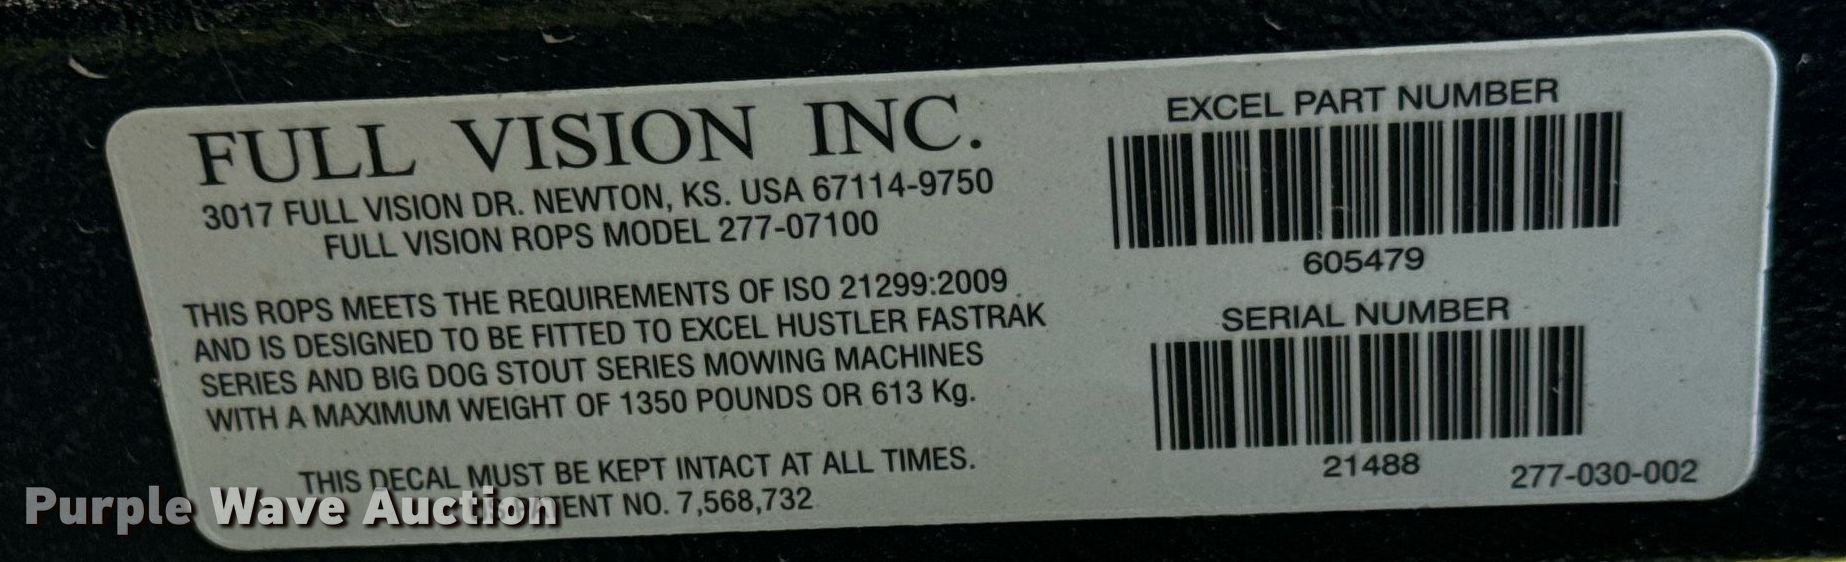 FULL VISION INC.
3017 FULL VISION DR. NEWTON, KS. USA 67114-9750
FULL VISION ROPS MODEL 277-07100
THIS ROPS MEETS THE REQUIREMENTS OF ISO 21299:2009
AND IS DESIGNED TO BE FITTED TO EXCEL HUSTLER FASTRAK
SERIES AND BIG DOG STOUT SERIES MOWING MACHINES
WITH A MAXIMUM WEIGHT OF 1350 POUNDS OR 613 Kg.
THIS DECAL MUST BE KEPT INTACT AT ALL TIMES.
NO. 7,568,732
EXCEL PART NUMBER
605479
SERIAL NUMBER
21488
277-030-002
Purple Wave Auction